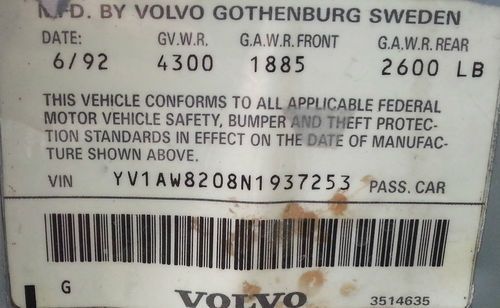 MFD. BY VOLVO GOTHENBURG SWEDEN
DATE: GV.W.R. G.A.W.R. FRONT G.A.W.R. REAR
6/92 4300 1885 2600 LB
THIS VEHICLE CONFORMS TO ALL APPLICABLE FEDERAL
MOTOR VEHICLE SAFETY, BUMPER AND THEFT PROTEC-
TION STANDARDS IN EFFECT ON THE DATE OF MANUFAC-
TURE SHOWN ABOVE.
VIN YV1AW8208N1937253 PASS. CAR
G VOLVO 3514635